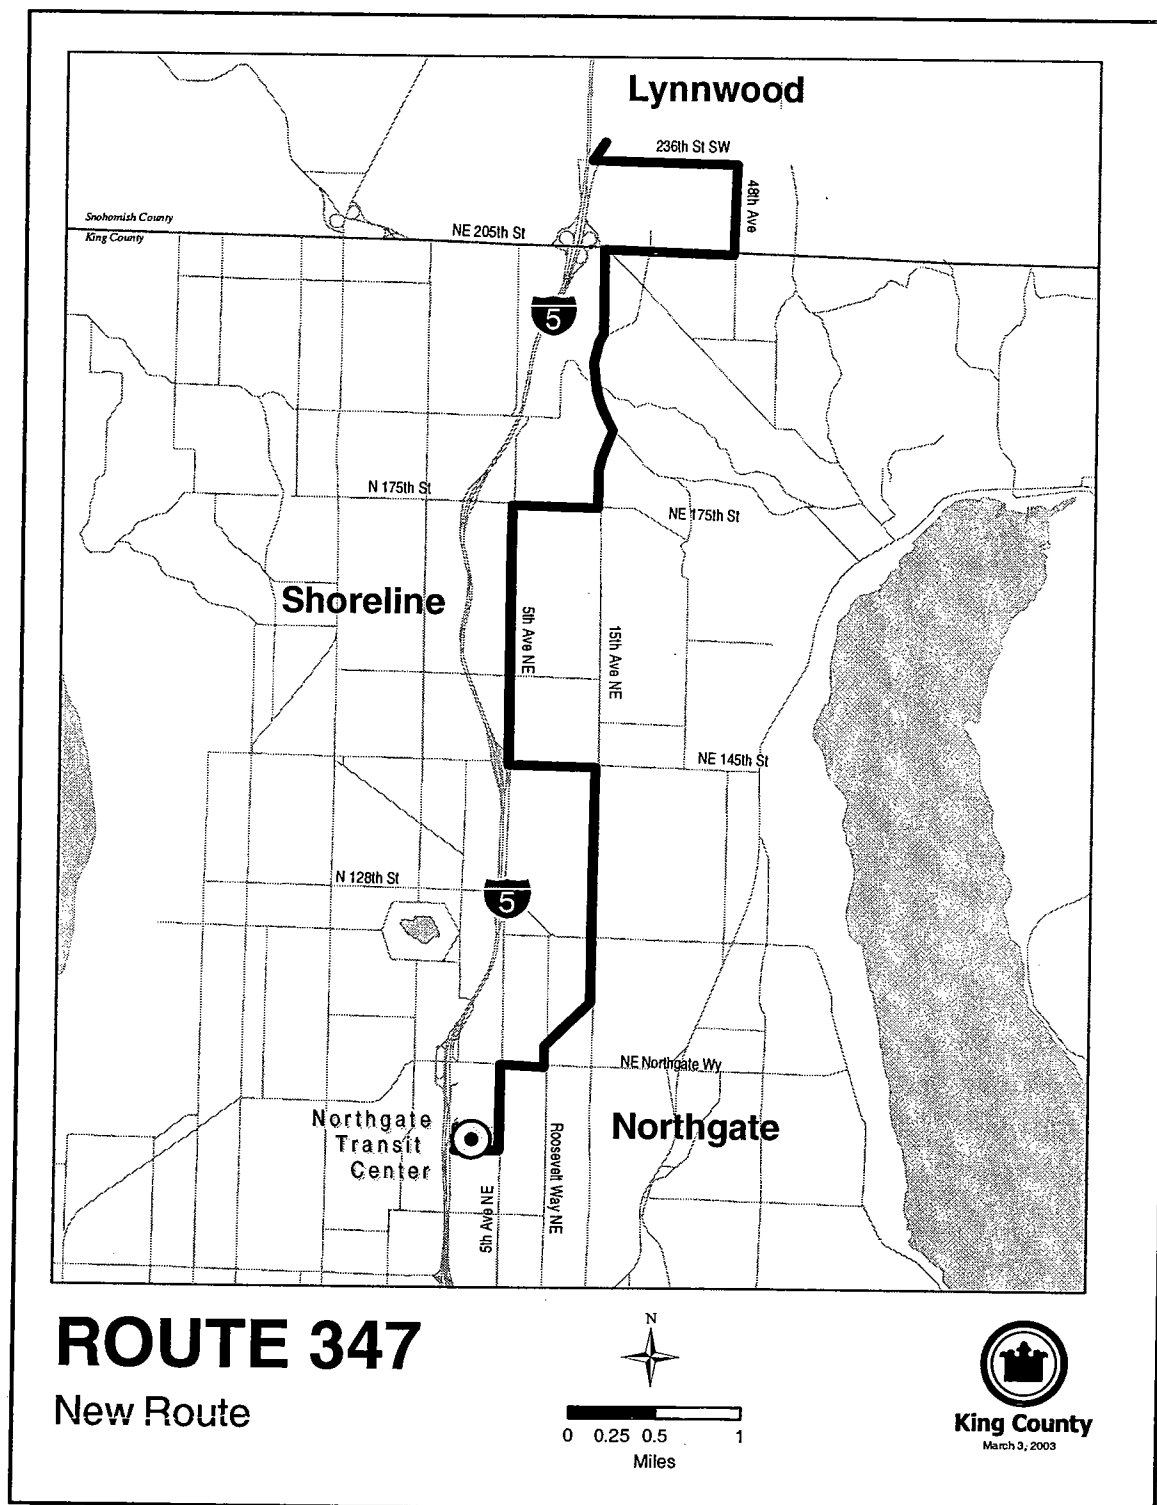 Lynnwood
236th St SW
48th Ave
Snohomish County
King County
NE 205th St
5
N 175th St
NE 175th St
Shoreline
5th Ave NE
15th Ave NE
NE 145th St
N 128th St
5
NE Northgate Wy
Northgate
Transit
Center
Northgate
Roosevelt Way NE
5th Ave NE
ROUTE 347
New Route
N
0 0.25 0.5 1
Miles
King County
March 3, 2003